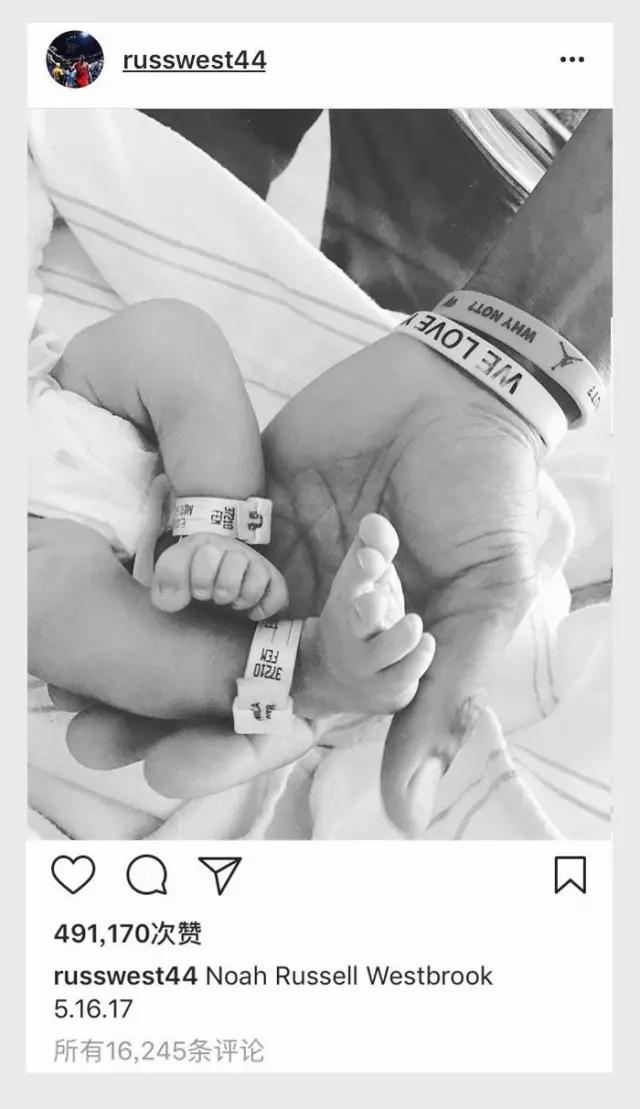 russwest44
WHY NOT?
WE LOVE
37210
FEM
37210
FEM
491,170次赞
russwest44 Noah Russell Westbrook
5.16.17
所有16,245条评论